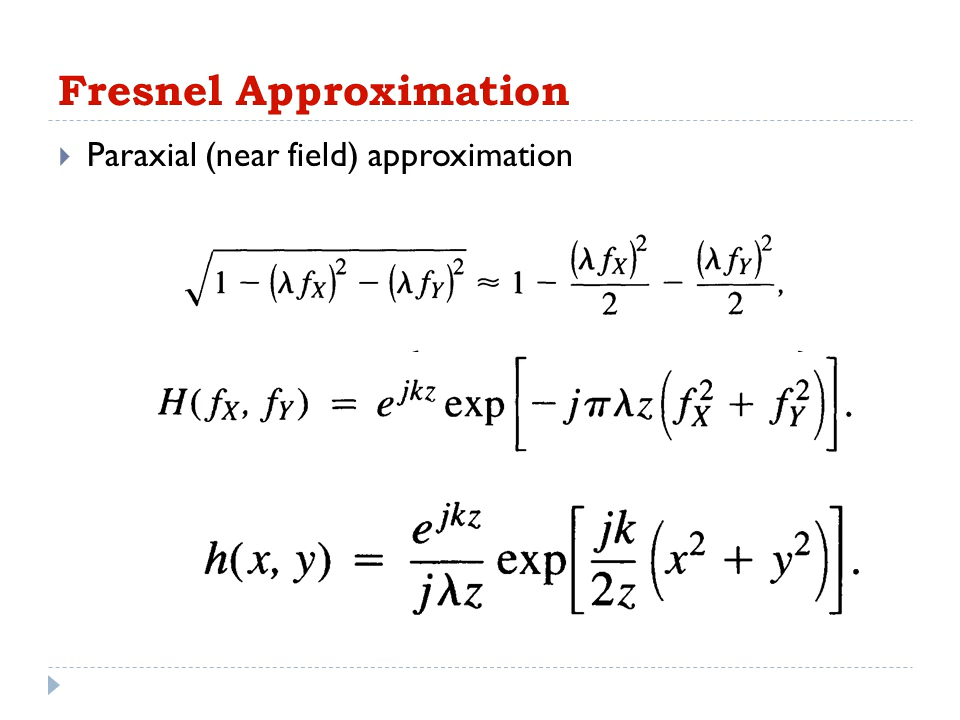 Fresnel Approximation
Paraxial (near field) approximation
√(1 − (λf_X)² − (λf_Y)²) ≈ 1 − (λf_X)²/2 − (λf_Y)²/2,
H(f_X, f_Y) = e^{jkz} exp[−jπλz(f_X² + f_Y²)].
h(x, y) = e^{jkz}/(jλz) exp[jk/(2z) (x² + y²)].